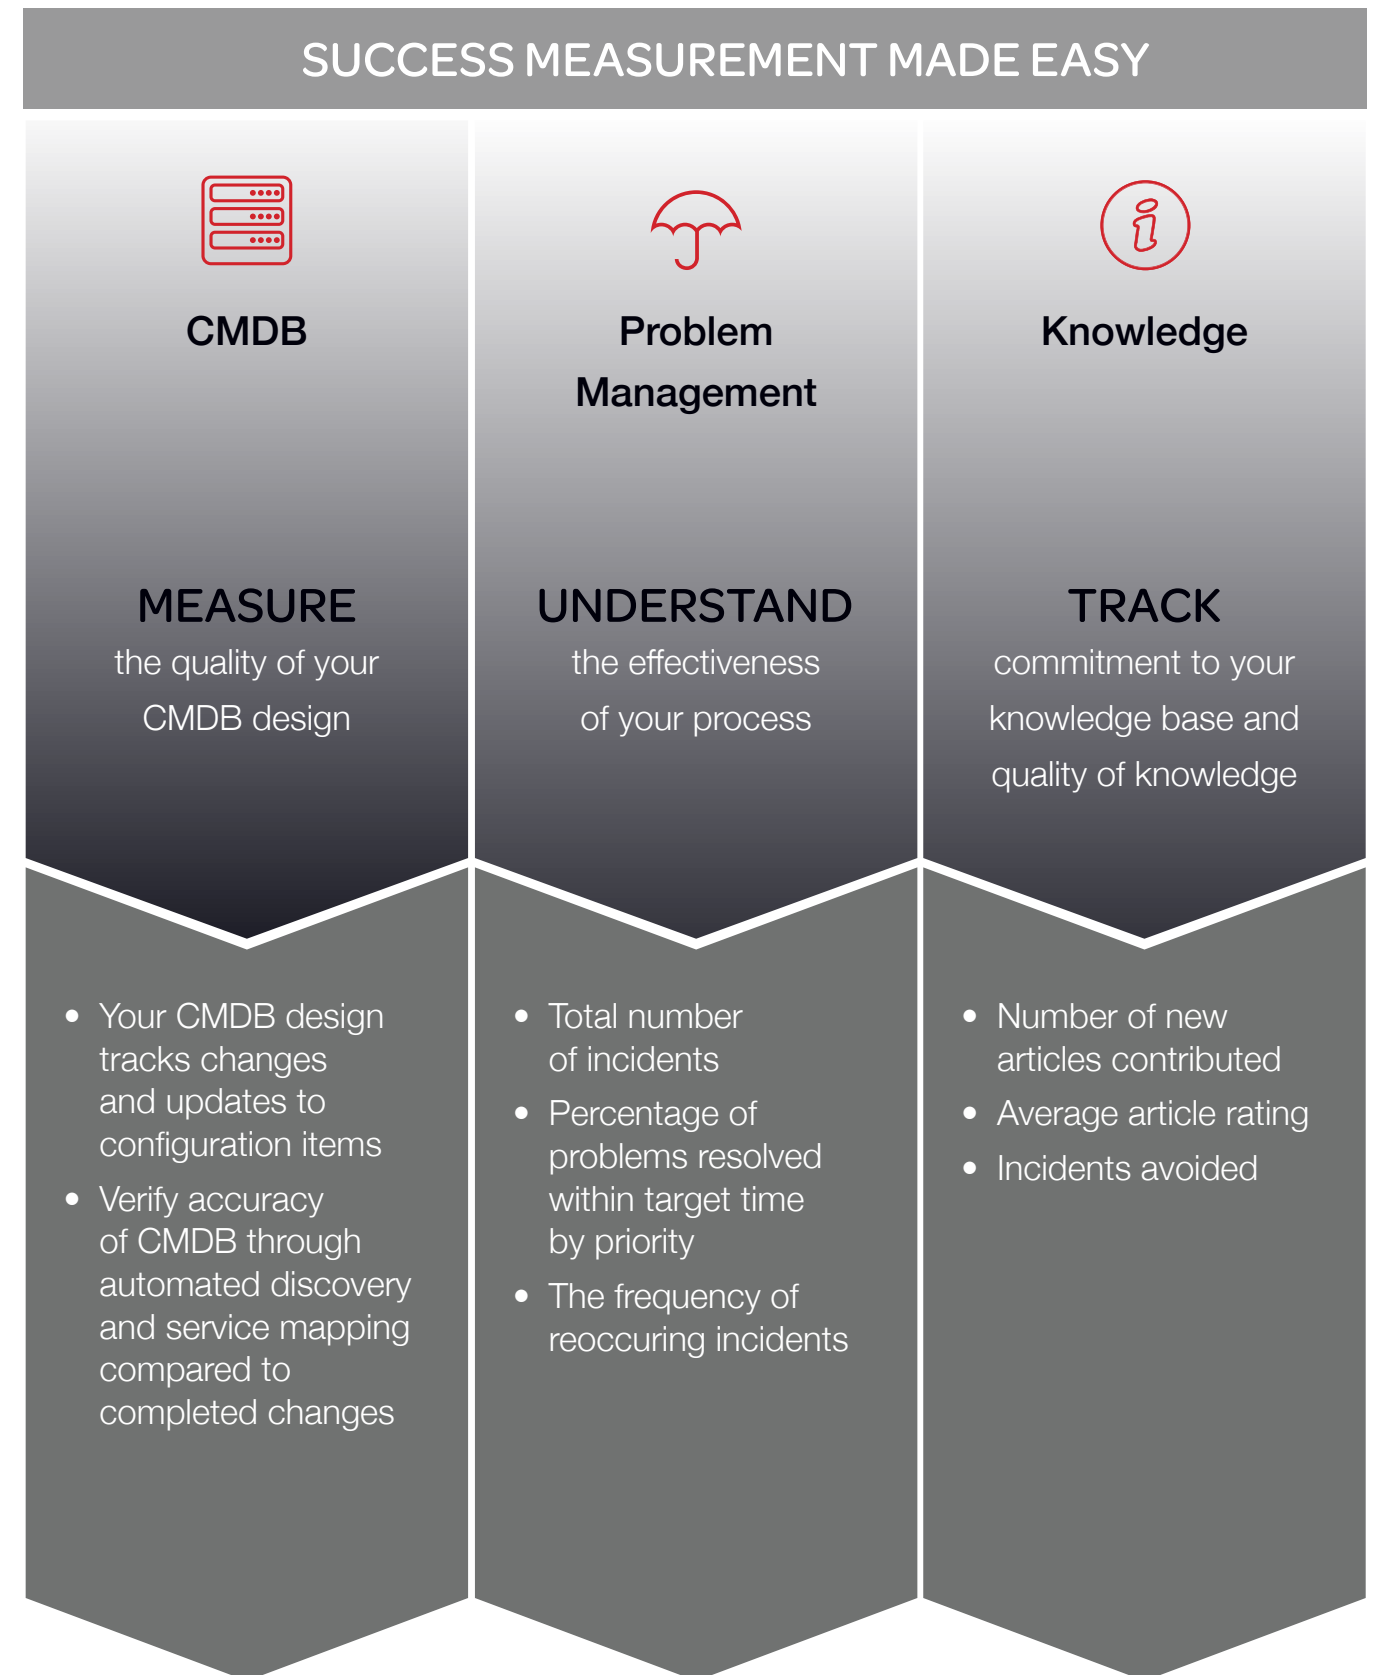 SUCCESS MEASUREMENT MADE EASY
CMDB
MEASURE
the quality of your
CMDB design
• Your CMDB design
tracks changes
and updates to
configuration items
• Verify accuracy
of CMDB through
automated discovery
and service mapping
compared to
completed changes
Problem
Management
UNDERSTAND
the effectiveness
of your process
• Total number
of incidents
• Percentage of
problems resolved
within target time
by priority
• The frequency of
reoccuring incidents
i
Knowledge
TRACK
commitment to your
knowledge base and
quality of knowledge
• Number of new
articles contributed
• Average article rating
• Incidents avoided